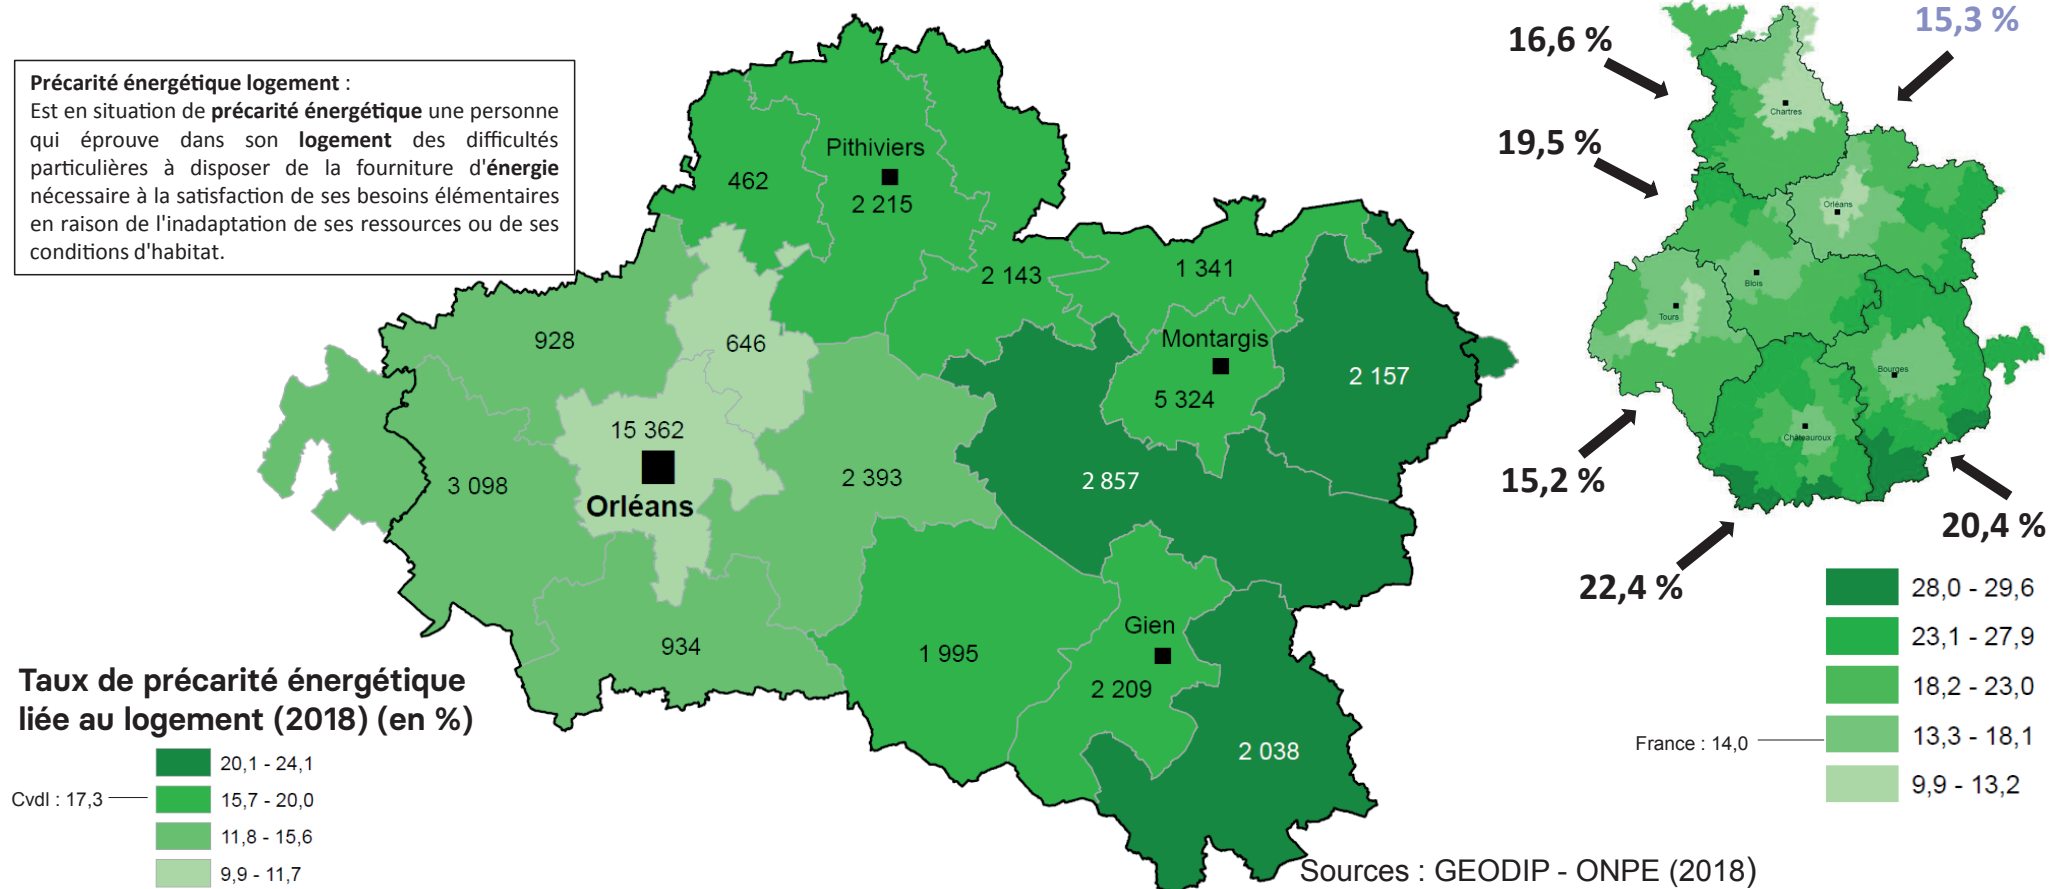 Précarité énergétique logement :
Est en situation de précarité énergétique une personne
qui éprouve dans son logement des difficultés
particulières à disposer de la fourniture d'énergie
nécessaire à la satisfaction de ses besoins élémentaires
en raison de l'inadaptation de ses ressources ou de ses
conditions d'habitat.
Pithiviers
462
2 215
2 143
1 341
928
646
Montargis
5 324
2 157
15 362
Orléans
3 098
2 393
2 857
934
1 995
Gien
2 209
2 038
Taux de précarité énergétique
liée au logement (2018) (en %)
20,1 - 24,1
Cvdl : 17,3
15,7 - 20,0
11,8 - 15,6
9,9 - 11,7
16,6 %
15,3 %
19,5 %
Chartres
Orléans
Blois
Tours
Bourges
Châteauroux
15,2 %
20,4 %
22,4 %
28,0 - 29,6
23,1 - 27,9
18,2 - 23,0
France : 14,0
13,3 - 18,1
9,9 - 13,2
Sources : GEODIP - ONPE (2018)